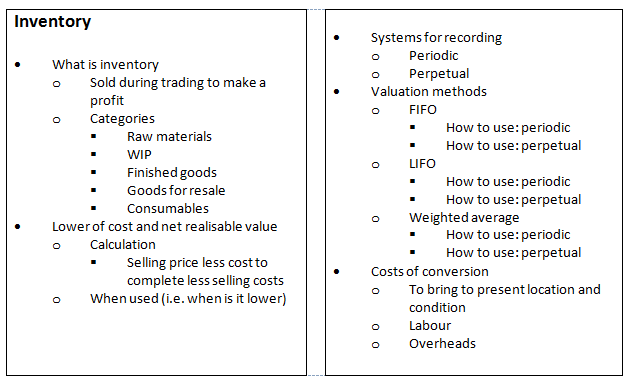 Inventory
• What is inventory
o Sold during trading to make a
profit
o Categories
▪ Raw materials
▪ WIP
▪ Finished goods
▪ Goods for resale
▪ Consumables
• Lower of cost and net realisable value
o Calculation
▪ Selling price less cost to
complete less selling costs
o When used (i.e. when is it lower)
• Systems for recording
o Periodic
o Perpetual
• Valuation methods
o FIFO
▪ How to use: periodic
▪ How to use: perpetual
o LIFO
▪ How to use: periodic
▪ How to use: perpetual
o Weighted average
▪ How to use: periodic
▪ How to use: perpetual
• Costs of conversion
o To bring to present location and
condition
o Labour
o Overheads